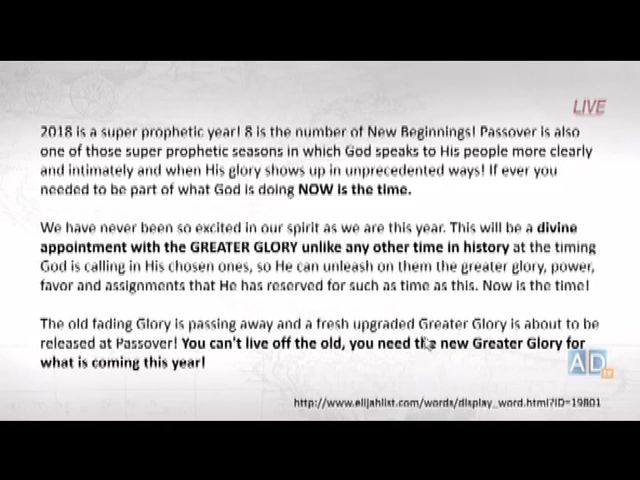 LIVE
2018 is a super prophetic year! 8 is the number of New Beginnings! Passover is also
one of those super prophetic seasons in which God speaks to His people more clearly
and intimately and when His glory shows up in unprecedented ways! If ever you
needed to be part of what God is doing NOW is the time.
We have never been so excited in our spirit as we are this year. This will be a divine
appointment with the GREATER GLORY unlike any other time in history at the timing
God is calling in His chosen ones, so He can unleash on them the greater glory, power,
favor and assignments that He has reserved for such as time as this. Now is the time!
The old fading Glory is passing away and a fresh upgraded Greater Glory is about to be
released at Passover! You can't live off the old, you need the new Greater Glory for
what is coming this year!
AD
tv
http://www.elijahlist.com/words/display_word.html?ID=19801